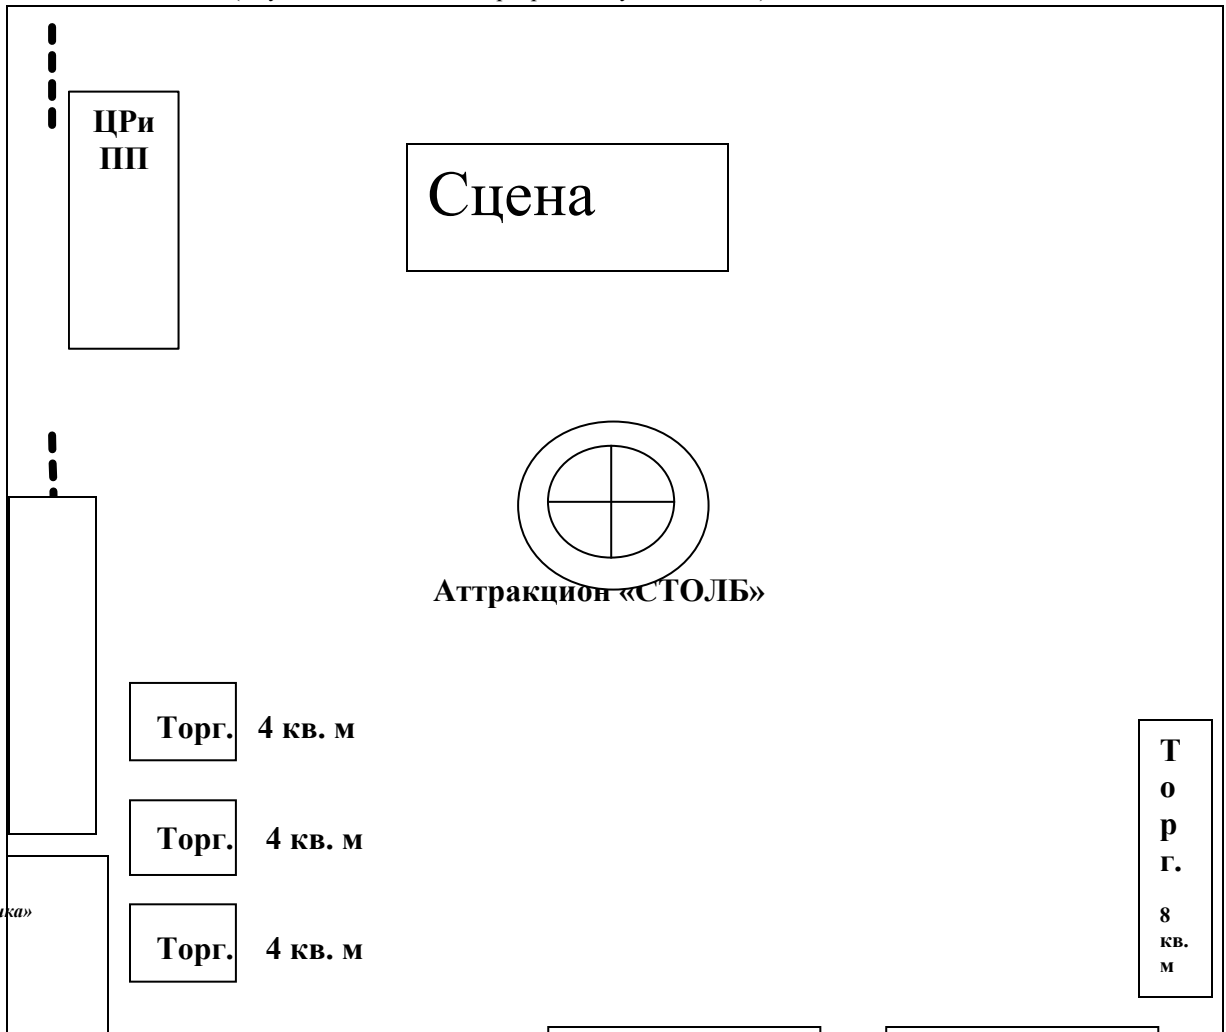 ЦРи
ПП
Сцена
Аттракцион «СТОЛБ»
Торг. 4 кв. м
Торг. 4 кв. м
Торг. 4 кв. м
Т
о
р
г.
8
кв.
м